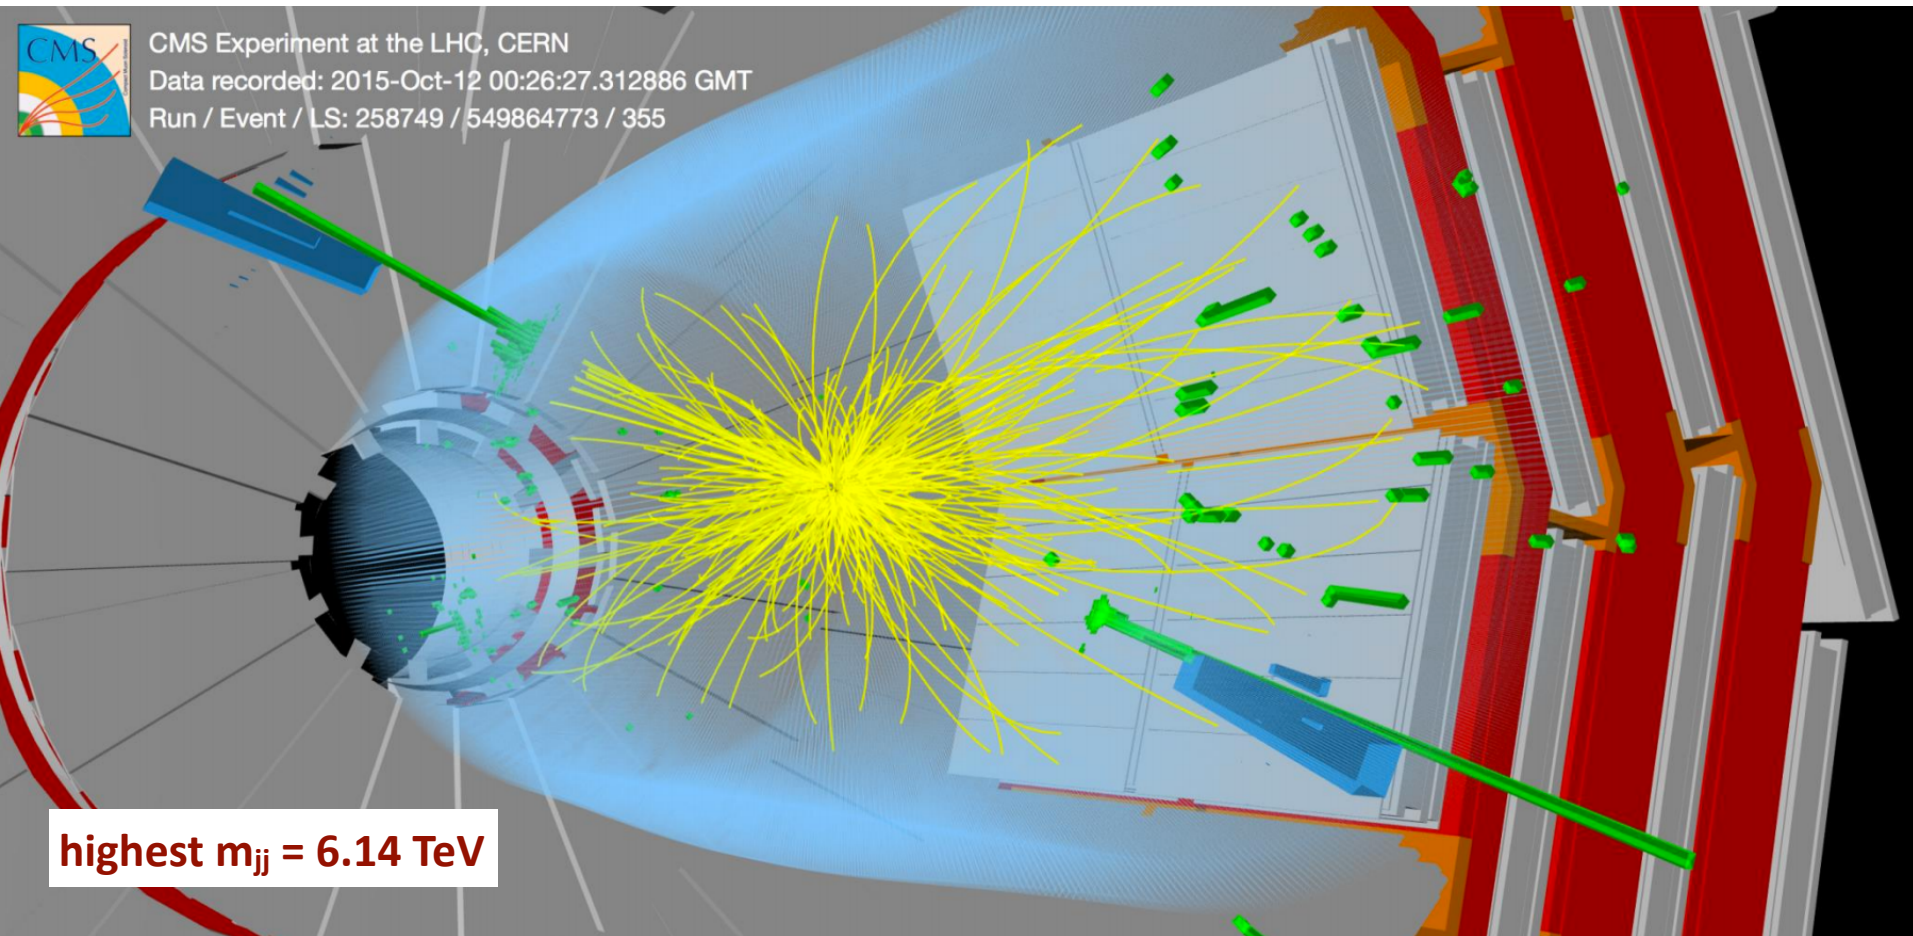 CMS
CMS Experiment at the LHC, CERN
Data recorded: 2015-Oct-12 00:26:27.312886 GMT
Run / Event / LS: 258749 / 549864773 / 355
highest mjj = 6.14 TeV